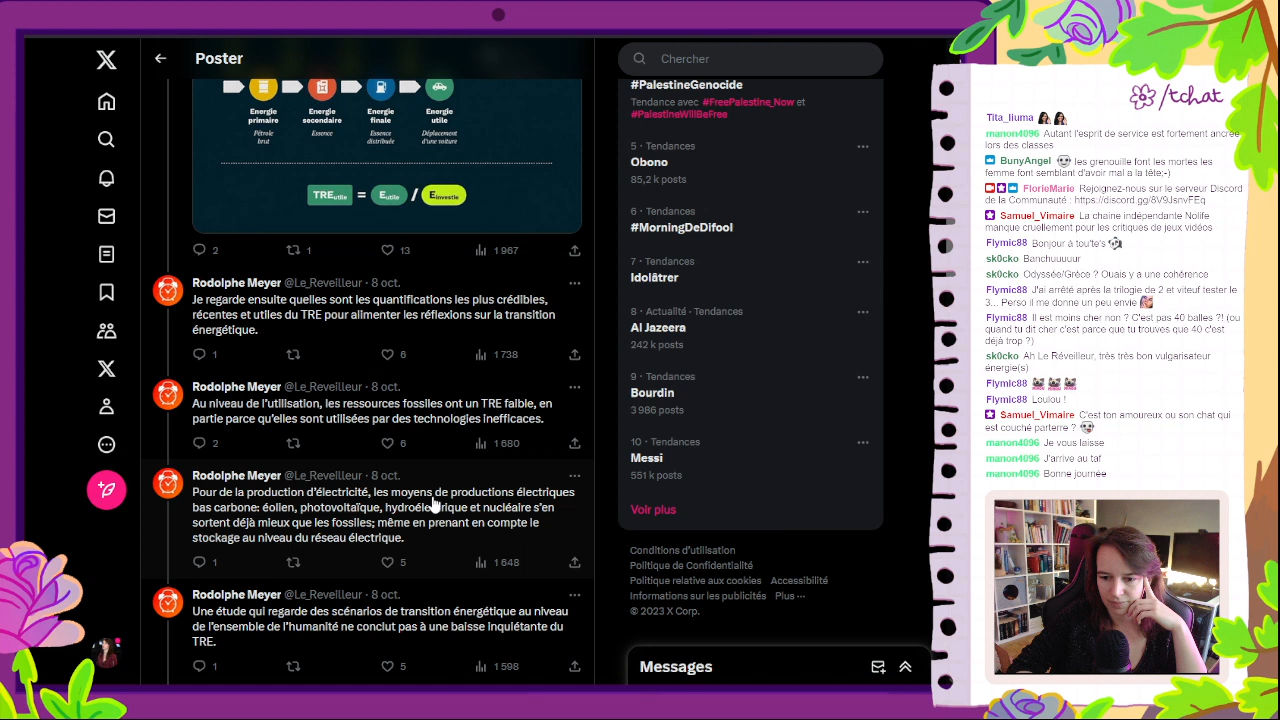 Poster
Energie
primaire
Energie
secondaire
Energie
finale
Energie
utile
Pétrole
brut
Essence
Essence
distribuée
Déplacement
d'une voiture
TREutile = Eutile / Einvestie
2
1
13
1 967
Rodolphe Meyer @Le_Reveilleur · 8 oct.
Je regarde ensuite quelles sont les quantifications les plus crédibles,
récentes et utiles du TRE pour alimenter les réflexions sur la transition
énergétique.
1
6
1 738
Rodolphe Meyer @Le_Reveilleur · 8 oct.
Au niveau de l'utilisation, les ressources fossiles ont un TRE faible, en
partie parce qu'elles sont utilisées par des technologies inefficaces.
2
6
1 680
Rodolphe Meyer @Le_Reveilleur · 8 oct.
Pour de la production d'électricité, les moyens de productions électriques
bas carbone: éolien, photovoltaïque, hydroélectrique et nucléaire s'en
sortent déjà mieux que les fossiles; même en prenant en compte le
stockage au niveau du réseau électrique.
1
5
1 648
Rodolphe Meyer @Le_Reveilleur · 8 oct.
Une étude qui regarde des scénarios de transition énergétique au niveau
de l'ensemble de l'humanité ne conclut pas à une baisse inquiétante du
TRE.
1
5
1 598
Chercher
#PalestineGenocide
Tendance avec #FreePalestine_Now et
#PalestineWillBeFree
5 · Tendances
Obono
85,2 k posts
6 · Tendances
#MorningDeDifool
7 · Tendances
Idolâtrer
8 · Actualité · Tendances
Al Jazeera
242 k posts
9 · Tendances
Bourdin
3 986 posts
10 · Tendances
Messi
551 k posts
Voir plus
Conditions d'utilisation
Politique de Confidentialité
Politique relative aux cookies Accessibilité
Informations sur les publicités Plus ···
© 2023 X Corp.
Messages
/tchat
Tita_liuma
manon4096 Autant l'esprit de service est fortement ancrée
lors des classes
BunyAngel les grenouille font les mortes les
femme font semblant d'avoir mal a la tête;-)
FlorieMarie Rejoignez-nous sur le serveur Discord
de la Communauté : https://discord.gg/8V9JsnvFEq
Samuel_Vimaire La chaine indépendante Nolife
manque cruellement pour les critiques de jeux vidéos
Flymic88 Bonjour à tou'te's
sk0cko Banchuuuuur
sk0cko Odyssée/Grèce ? Ouais y a une cohérence
Flymic88 J'ai arrêté après la trilogie de 2 et viteuf tester le
3... Perso il me donne un peu envie
Flymic88 Il est moins cher non ? C'est pas 40 balles ?! (ou
quand tu dit cher c'est parce que tu trouves que 40 c'est
déjà trop ?)
sk0cko Ah Le Réveilleur, très très bon vulgarisateur
énergie(s)
Flymic88
Flymic88 Loulou !
Samuel_Vimaire C'est ton amoureux ou son chat qui
est couché parterre ?
manon4096 Je vous laisse
manon4096 J'arrive au taf
manon4096 Bonne journée